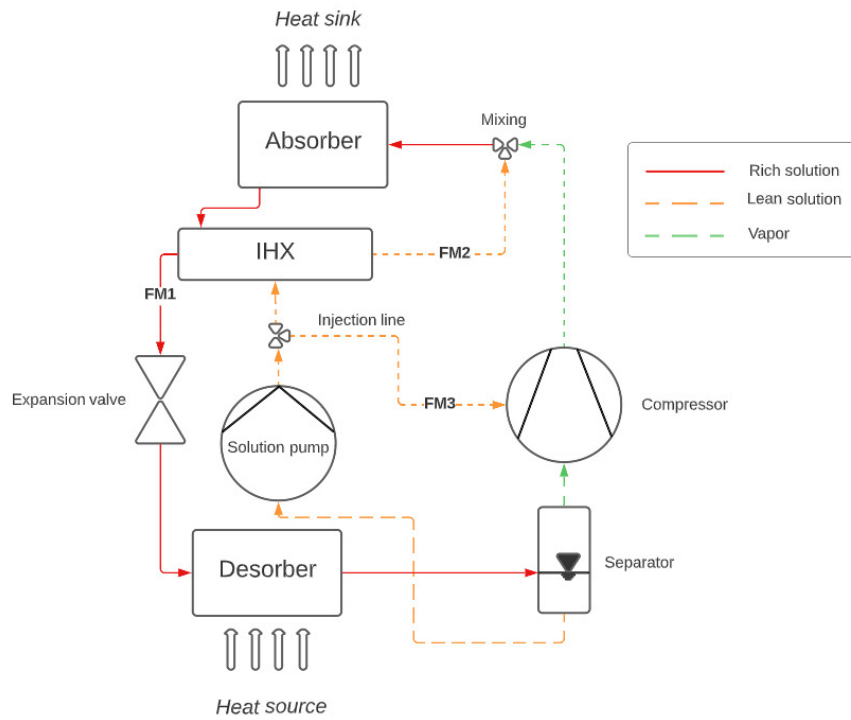 Heat sink
Mixing
Absorber
Rich solution
Lean solution
Vapor
IHX
FM2
FM1
Injection line
Expansion valve
FM3
Compressor
Solution pump
Desorber
Separator
Heat source